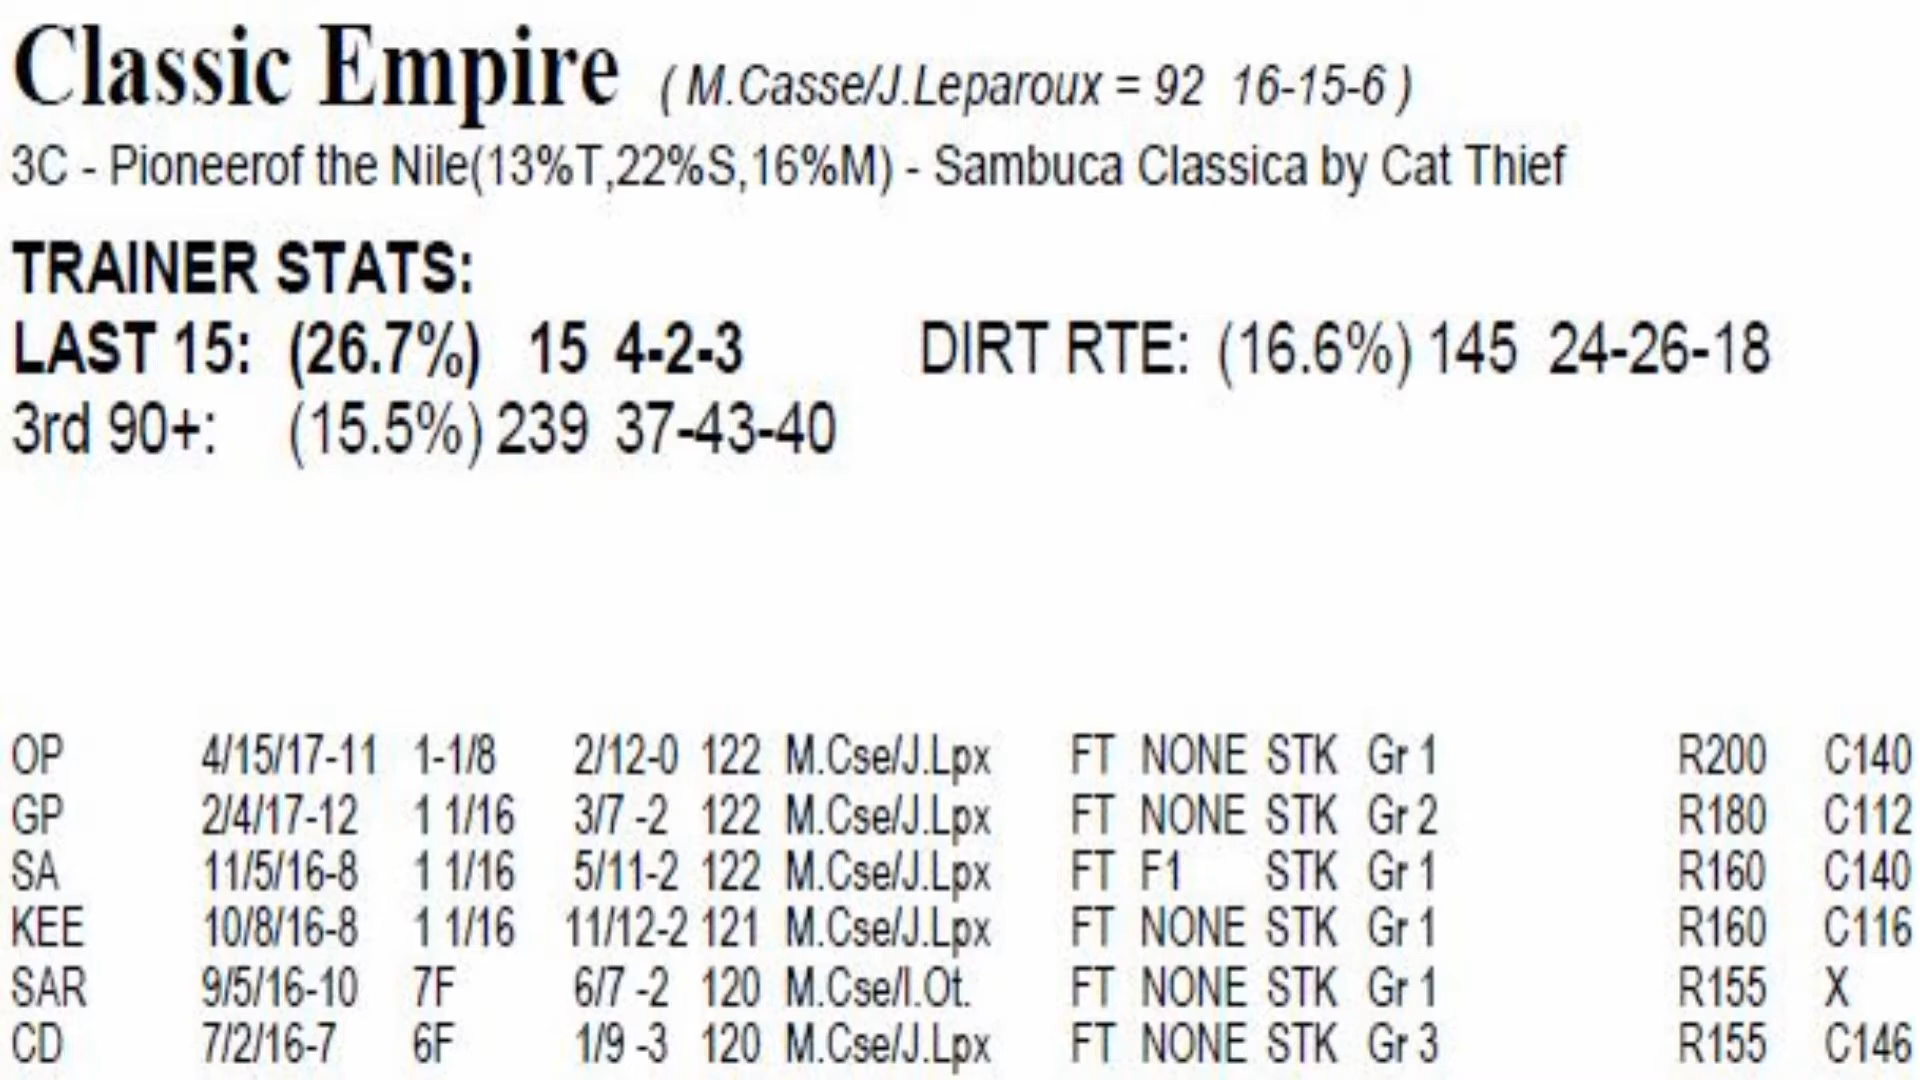 Classic Empire ( M.Casse/J.Leparoux = 92 16-15-6 )
3C - Pioneerof the Nile(13%T,22%S,16%M) - Sambuca Classica by Cat Thief
TRAINER STATS:
LAST 15: (26.7%) 15 4-2-3 DIRT RTE: (16.6%) 145 24-26-18
3rd 90+: (15.5%) 239 37-43-40
OP 4/15/17-11 1-1/8 2/12-0 122 M.Cse/J.Lpx FT NONE STK Gr 1 R200 C140
GP 2/4/17-12 1 1/16 3/7 -2 122 M.Cse/J.Lpx FT NONE STK Gr 2 R180 C112
SA 11/5/16-8 1 1/16 5/11-2 122 M.Cse/J.Lpx FT F1 STK Gr 1 R160 C140
KEE 10/8/16-8 1 1/16 11/12-2 121 M.Cse/J.Lpx FT NONE STK Gr 1 R160 C116
SAR 9/5/16-10 7F 6/7 -2 120 M.Cse/I.Ot. FT NONE STK Gr 1 R155 X
CD 7/2/16-7 6F 1/9 -3 120 M.Cse/J.Lpx FT NONE STK Gr 3 R155 C146